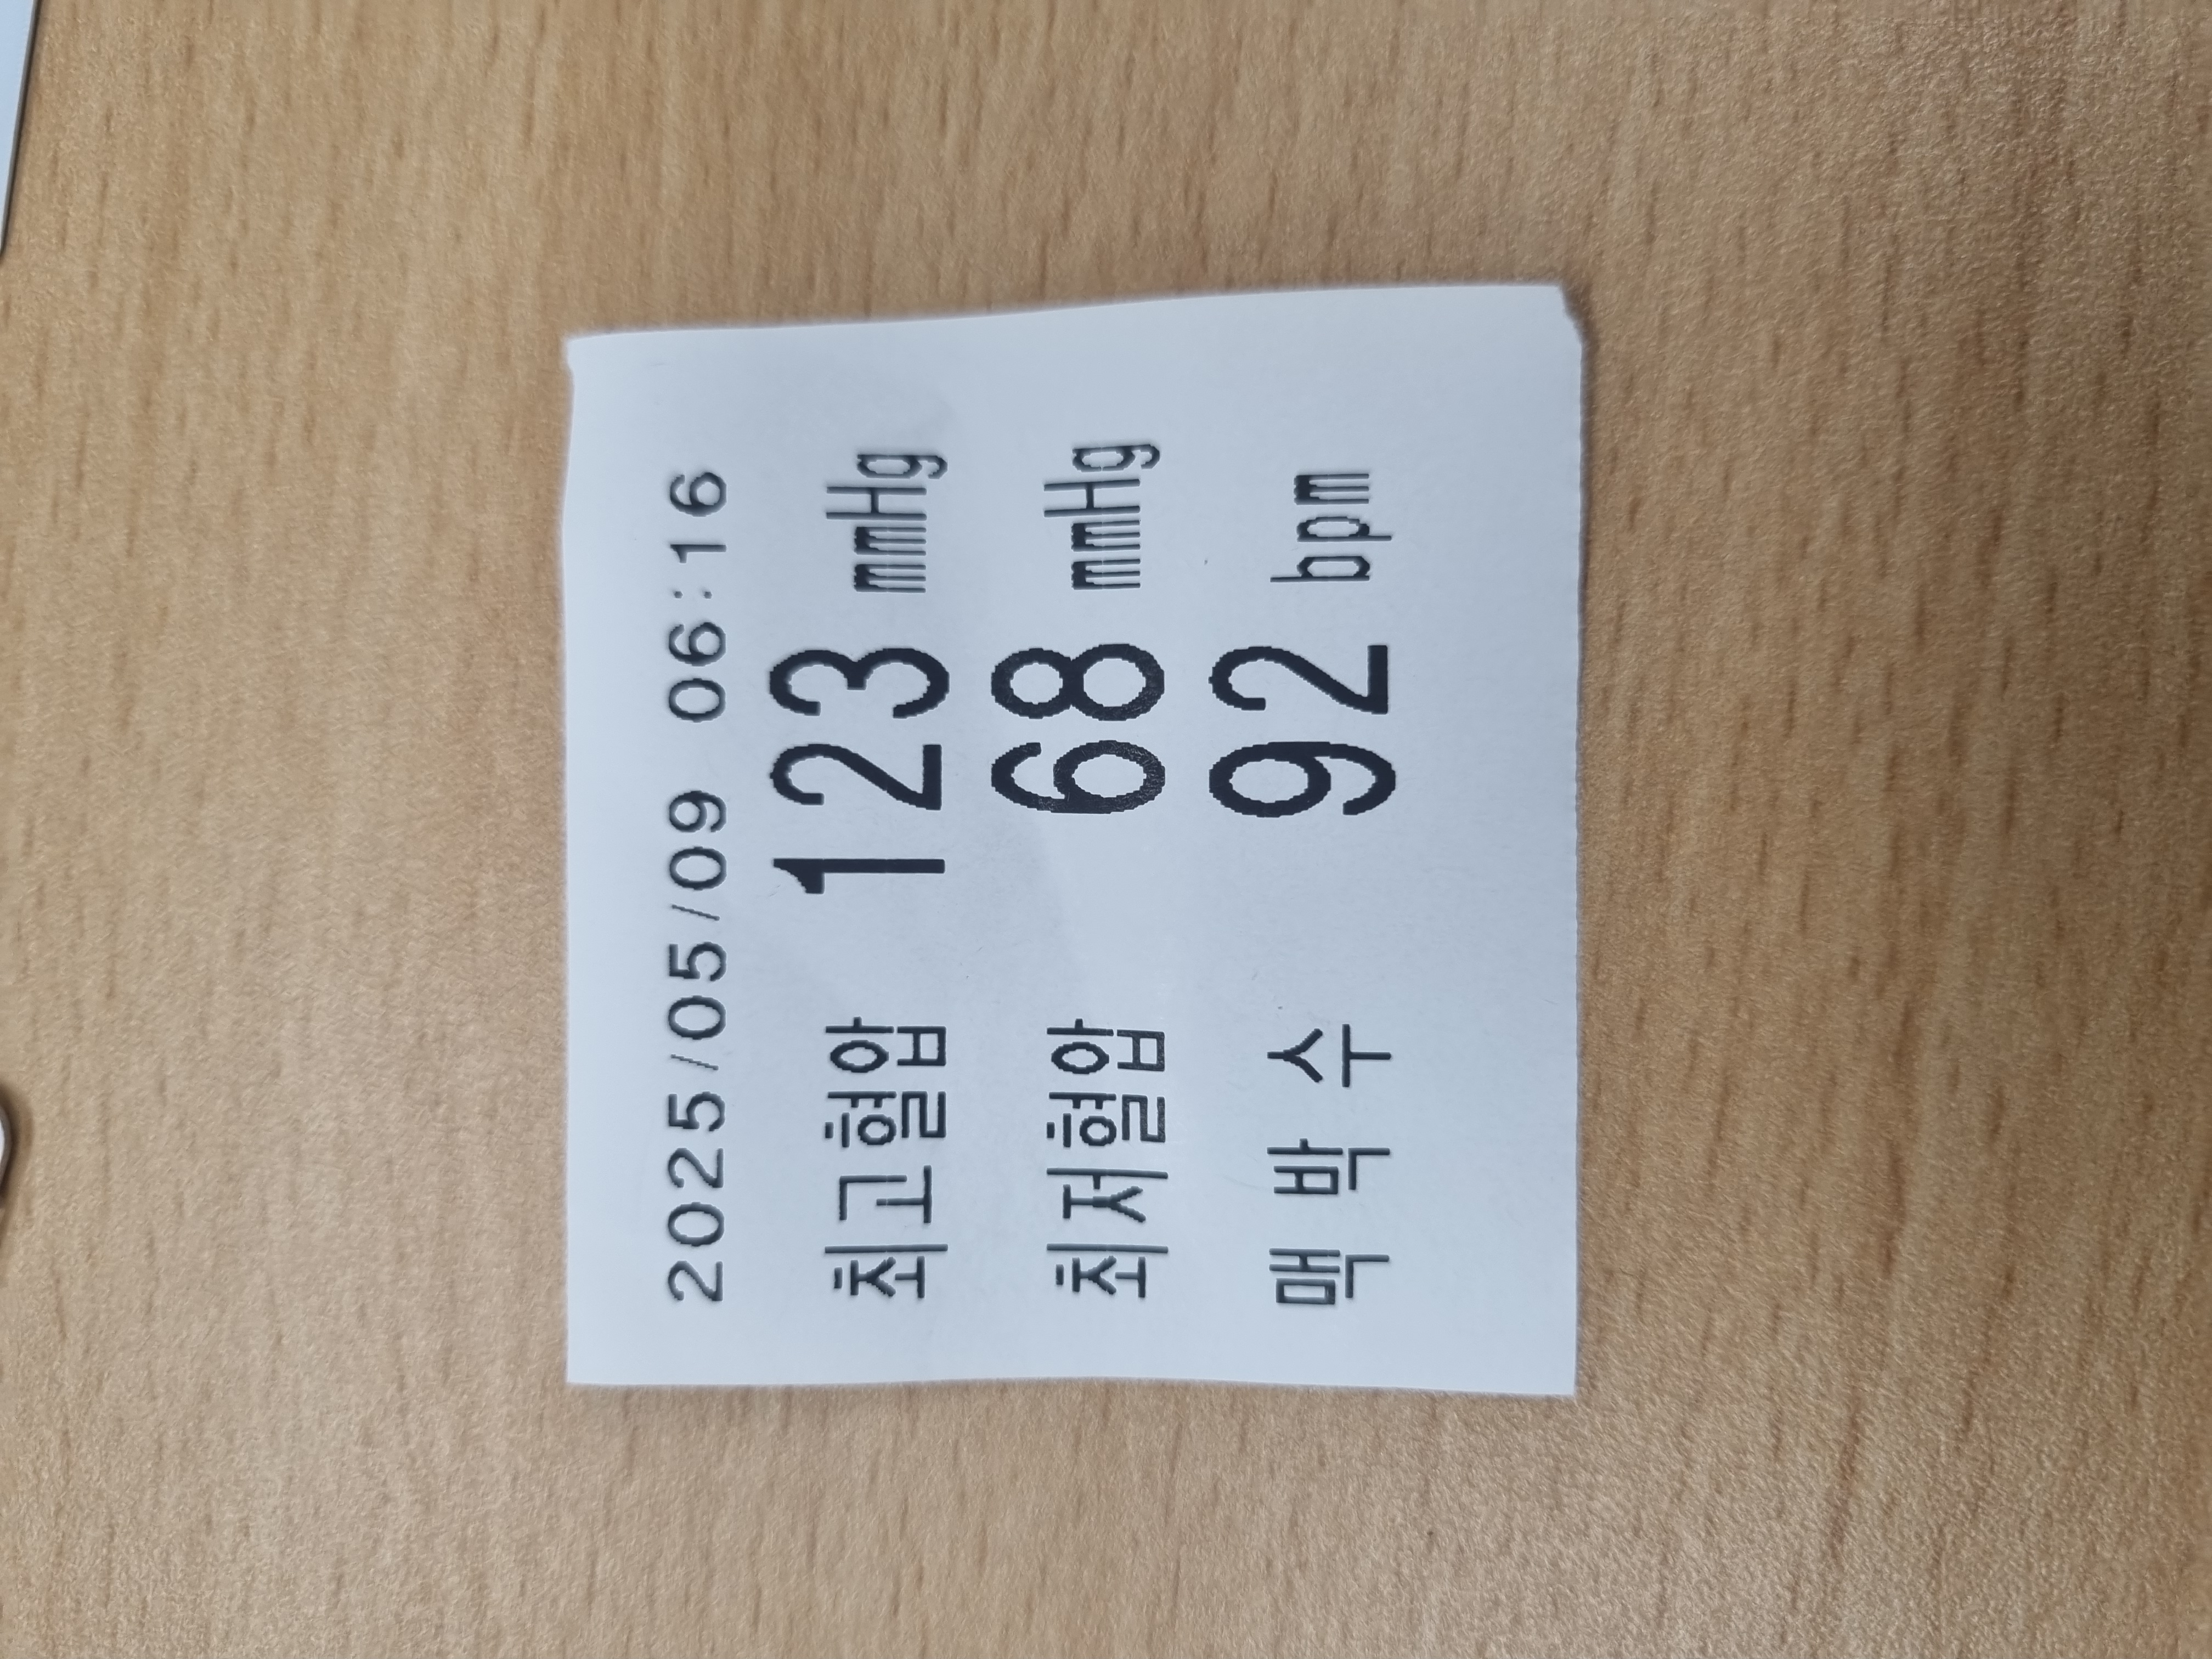 2025/05/09 06:16
최고혈압 123 mmHg
최저혈압 68 mmHg
맥 박 수 92 bpm